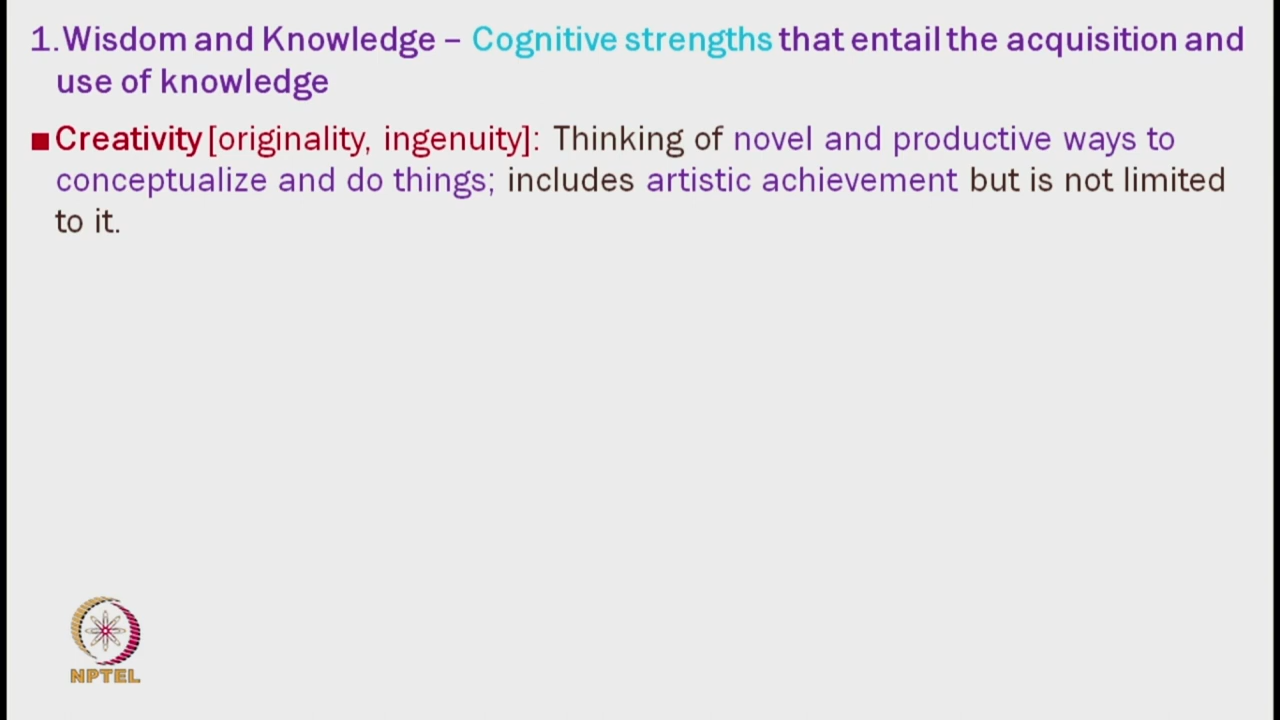 1.Wisdom and Knowledge – Cognitive strengths that entail the acquisition and
use of knowledge
■Creativity [originality, ingenuity]: Thinking of novel and productive ways to
conceptualize and do things; includes artistic achievement but is not limited
to it.
NPTEL